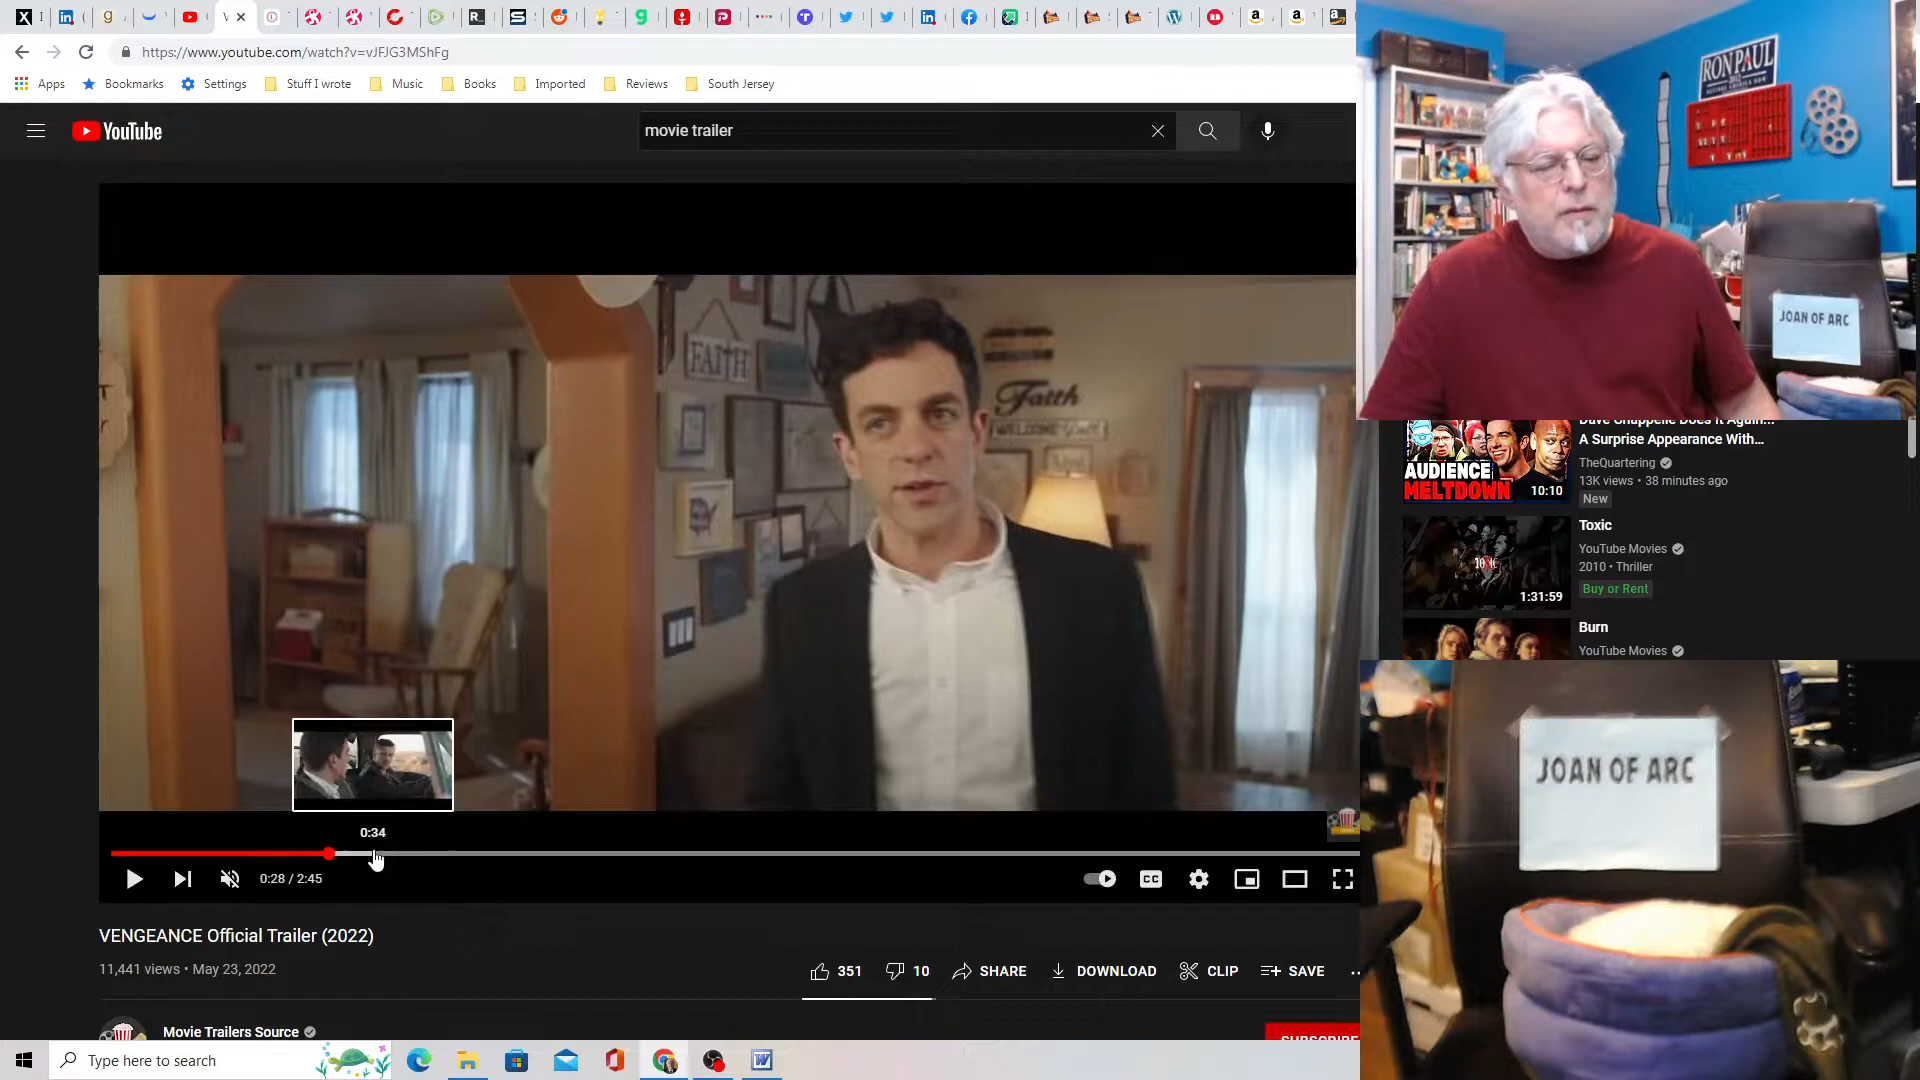 https://www.youtube.com/watch?v=vJFJG3MShFg
Apps
Bookmarks
Settings
Stuff I wrote
Music
Books
Imported
Reviews
South Jersey
YouTube
movie trailer
RON PAUL
JOAN OF ARC
FAITH
Faith
A Surprise Appearance With...
TheQuartering
13K views • 38 minutes ago
New
AUDIENCE
MELTDOWN
10:10
Toxic
YouTube Movies
2010 • Thriller
Buy or Rent
1:31:59
Burn
YouTube Movies
JOAN OF ARC
0:34
0:28 / 2:45
CC
VENGEANCE Official Trailer (2022)
11,441 views • May 23, 2022
351
10
SHARE
DOWNLOAD
CLIP
SAVE
Movie Trailers Source
Type here to search